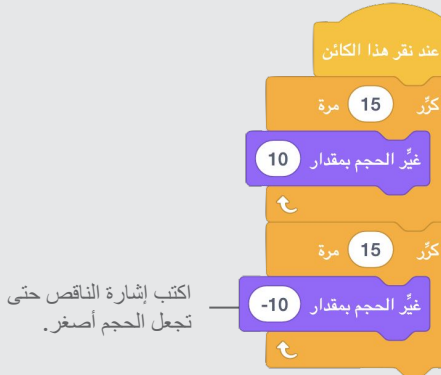 عند نقر هذا الكائن
كرِّر 15 مرة
غيِّر الحجم بمقدار 10
كرِّر 15 مرة
غيِّر الحجم بمقدار 10-
اكتب إشارة الناقص حتى
تجعل الحجم أصغر.